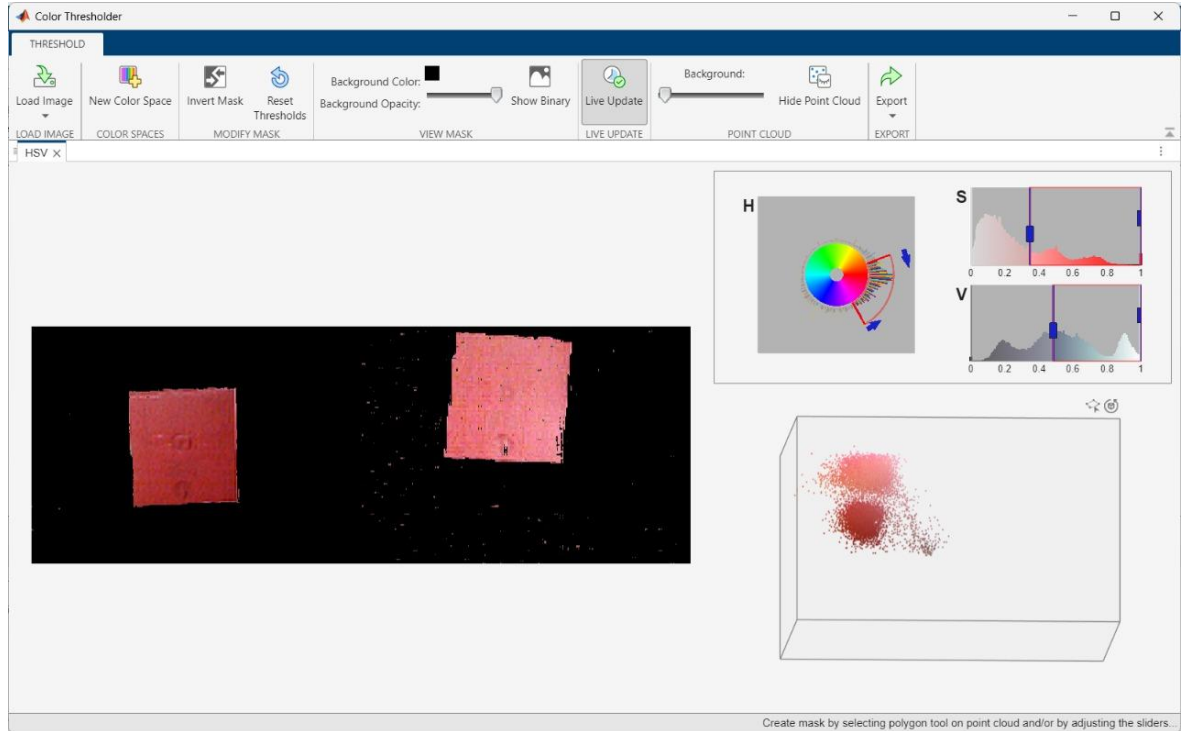 Color Thresholder
THRESHOLD
Load Image
New Color Space
Invert Mask
Reset Thresholds
Background Color:
Background Opacity:
Show Binary
Live Update
Background:
Hide Point Cloud
Export
LOAD IMAGE
COLOR SPACES
MODIFY MASK
VIEW MASK
LIVE UPDATE
POINT CLOUD
EXPORT
HSV
H
S
0 0.2 0.4 0.6 0.8 1
V
0 0.2 0.4 0.6 0.8 1
Create mask by selecting polygon tool on point cloud and/or by adjusting the sliders...